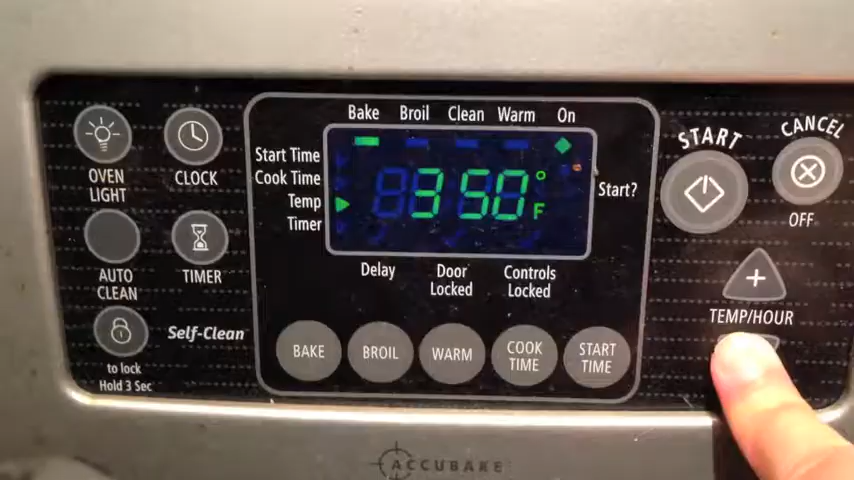 Bake Broil Clean Warm On
Start Time
Cook Time
Temp
Timer
350°F
Start?
Delay
Door Locked
Controls Locked
OVEN LIGHT
CLOCK
AUTO CLEAN
TIMER
Self-Clean
to lock
Hold 3 Sec
BAKE
BROIL
WARM
COOK TIME
START TIME
START
CANCEL
OFF
+
TEMP/HOUR
ACCUBAKE